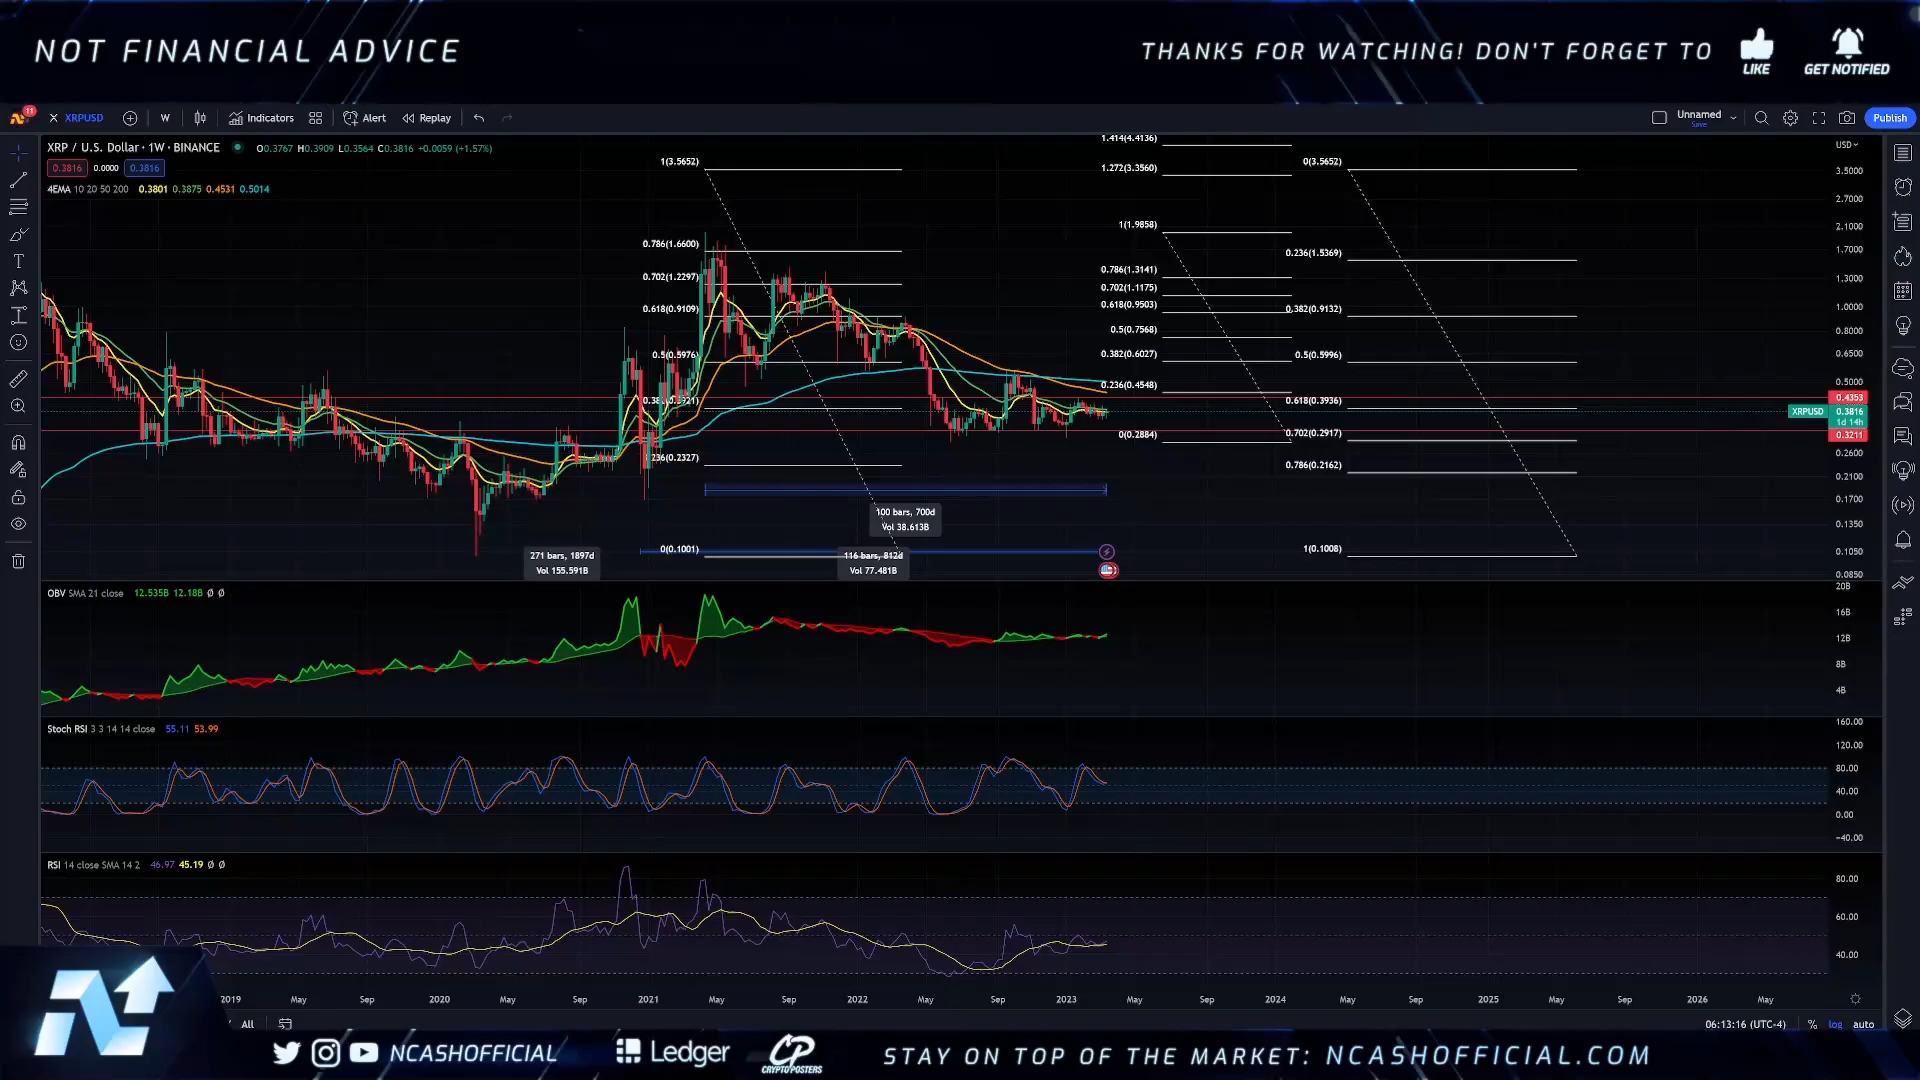 NOT FINANCIAL ADVICE
THANKS FOR WATCHING! DON'T FORGET TO
LIKE
GET NOTIFIED
11
XRPUSD
W
Indicators
Alert
Replay
Unnamed
Save
Publish
XRP / U.S. Dollar · 1W · BINANCE
O0.3767 H0.3909 L0.3564 C0.3816 +0.0059 (+1.57%)
0.3816 0.0000 0.3816
4EMA 10 20 50 200 0.3801 0.3875 0.4531 0.5014
1(3.5652)
0.786(1.6600)
0.702(1.2297)
0.618(0.9109)
0.5(0.5976)
0(0.1001)
1.414(4.4136)
1.272(3.3560)
1(1.9858)
0.786(1.3141)
0.702(1.1175)
0.618(0.9503)
0.5(0.7568)
0.382(0.6027)
0.236(0.4548)
0(0.2884)
0(3.5652)
0.236(1.5369)
0.382(0.9132)
0.5(0.5996)
0.618(0.3936)
0.702(0.2917)
0.786(0.2162)
1(0.1008)
100 bars, 700d
Vol 38.613B
271 bars, 1897d
Vol 155.591B
116 bars, 812d
Vol 77.481B
USD
3.5000
2.7000
2.1000
1.7000
1.3000
1.0000
0.8000
0.6500
0.5000
0.4353
XRPUSD 0.3816
1d 14h
0.3211
0.2600
0.2100
0.1700
0.1350
0.1050
0.0850
OBV SMA 21 close 12.535B 12.18B Ø Ø
20B
16B
12B
8B
4B
Stoch RSI 3 3 14 14 close 55.11 53.99
160.00
120.00
80.00
40.00
0.00
−40.00
RSI 14 close SMA 14 2 46.97 45.19 Ø Ø
80.00
60.00
40.00
2019 May Sep 2020 May Sep 2021 May Sep 2022 May Sep 2023 May Sep 2024 May Sep 2025 May Sep 2026 May
All
06:13:16 (UTC-4) % log auto
NCASHOFFICIAL
Ledger
CP
CRYPTOPOSTERS
STAY ON TOP OF THE MARKET: NCASHOFFICIAL.COM